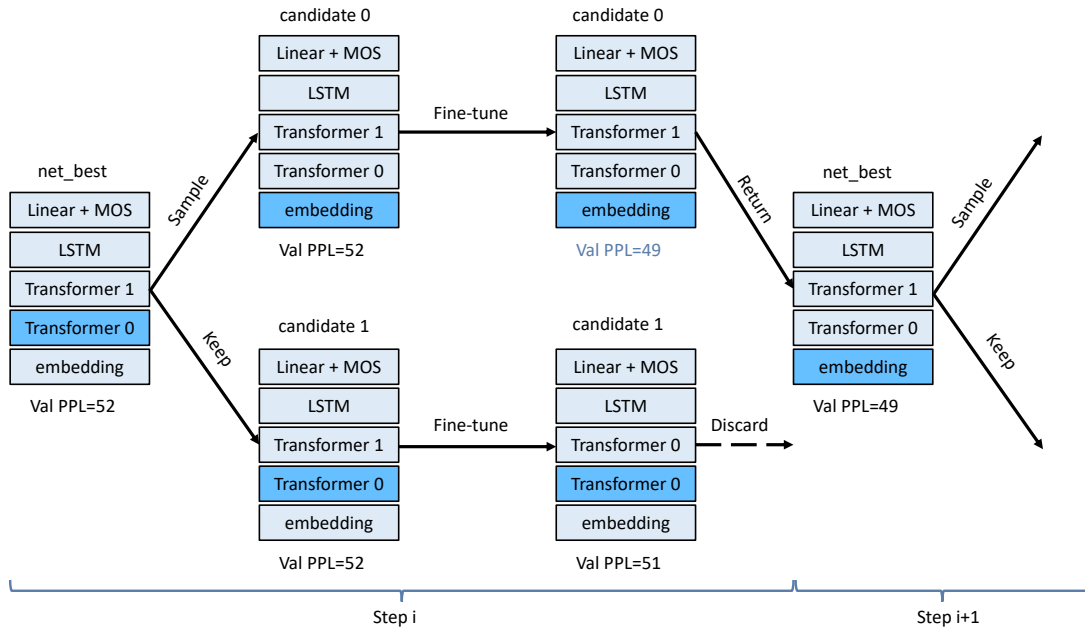 net_best
Linear + MOS
LSTM
Transformer 1
Transformer 0
embedding
Val PPL=52
Sample
Keep
candidate 0
Linear + MOS
LSTM
Transformer 1
Transformer 0
embedding
Val PPL=52
Fine-tune
candidate 0
Linear + MOS
LSTM
Transformer 1
Transformer 0
embedding
Val PPL=49
Return
candidate 1
Linear + MOS
LSTM
Transformer 1
Transformer 0
embedding
Val PPL=52
Fine-tune
candidate 1
Linear + MOS
LSTM
Transformer 0
Transformer 0
embedding
Val PPL=51
Discard
net_best
Linear + MOS
LSTM
Transformer 1
Transformer 0
embedding
Val PPL=49
Sample
Keep
Step i
Step i+1